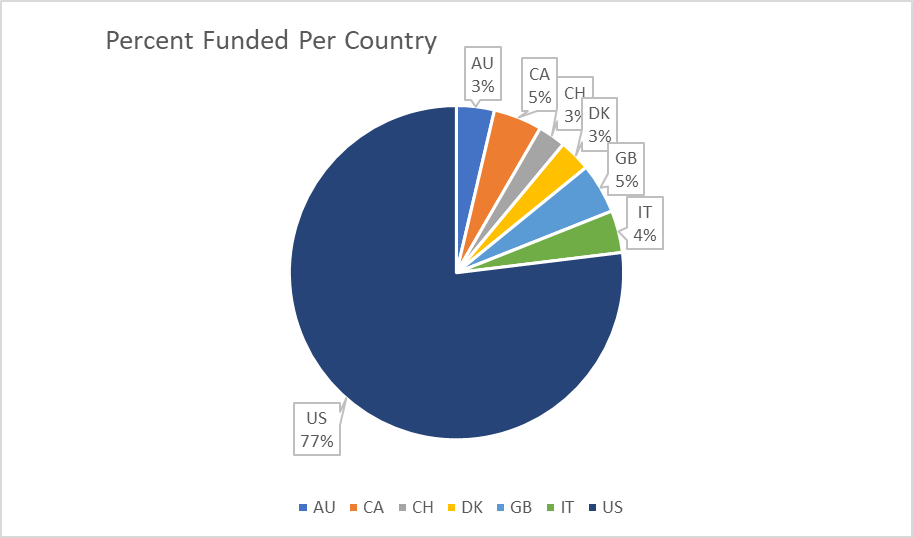 Percent Funded Per Country
AU
3%
CA
5%
CH
3%
DK
3%
GB
5%
IT
4%
US
77%
AU CA CH DK GB IT US